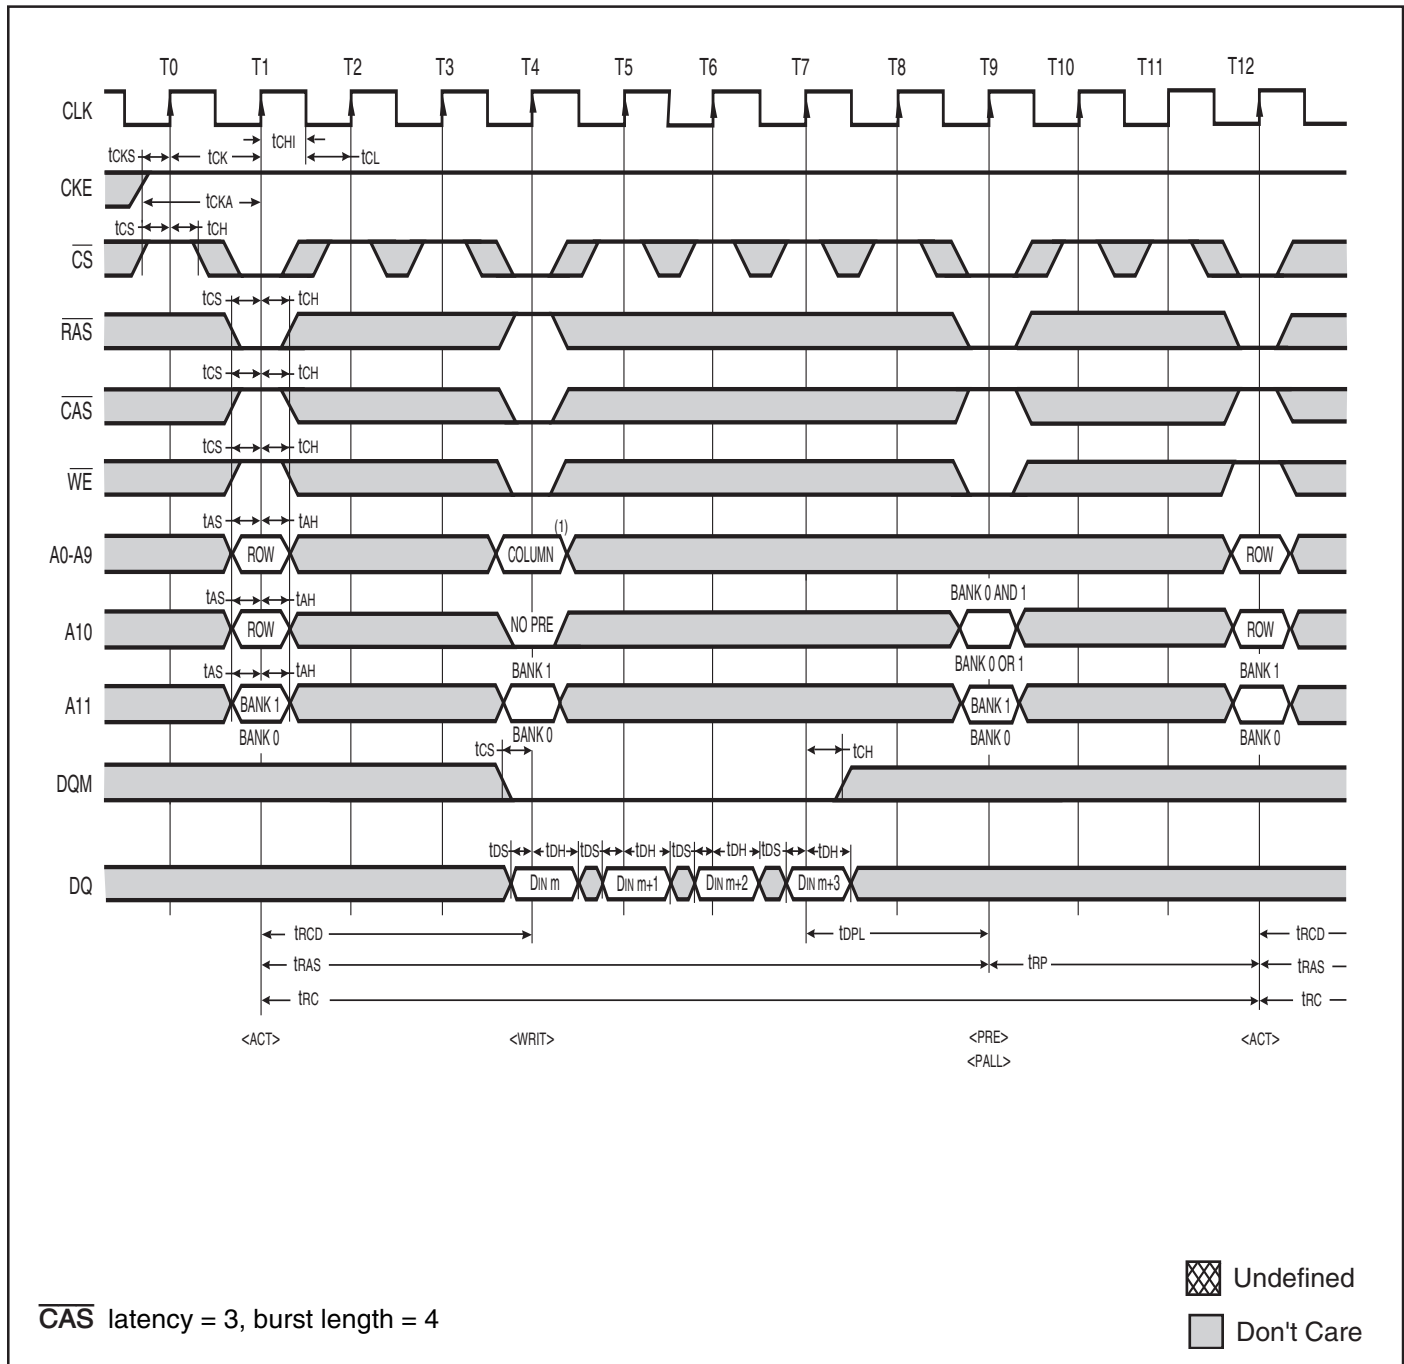 T0 T1 T2 T3 T4 T5 T6 T7 T8 T9 T10 T11 T12
CLK
tCHI
tCKS tCK tCL
CKE
tCKA
tCS tCH
CS
tCS tCH
RAS
tCS tCH
CAS
tCS tCH
WE
tAS tAH
(1)
A0-A9 ROW COLUMN ROW
tAS tAH BANK 0 AND 1
A10 ROW NO PRE ROW
tAS tAH BANK 1 BANK 0 OR 1 BANK 1
A11 BANK 1 BANK 1
BANK 0 BANK 0 BANK 0 BANK 0
tCS tCH
DQM
tDS tDH tDS tDH tDS tDH tDS tDH
DQ DIN m DIN m+1 DIN m+2 DIN m+3
tRCD tDPL tRCD
tRAS tRP tRAS
tRC tRC
<ACT> <WRIT> <PRE> <ACT>
<PALL>
Undefined
CAS latency = 3, burst length = 4
Don't Care